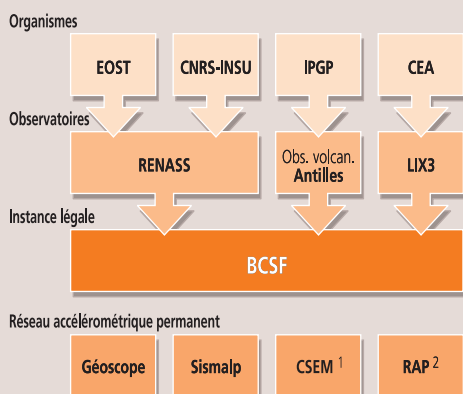 Organismes
EOST
CNRS-INSU
IPGP
CEA
Observatoires
RENASS
Obs. volcan.
Antilles
LIX3
Instance légale
BCSF
Réseau accélérométrique permanent
Géoscope
Sismalp
CSEM 1
RAP 2